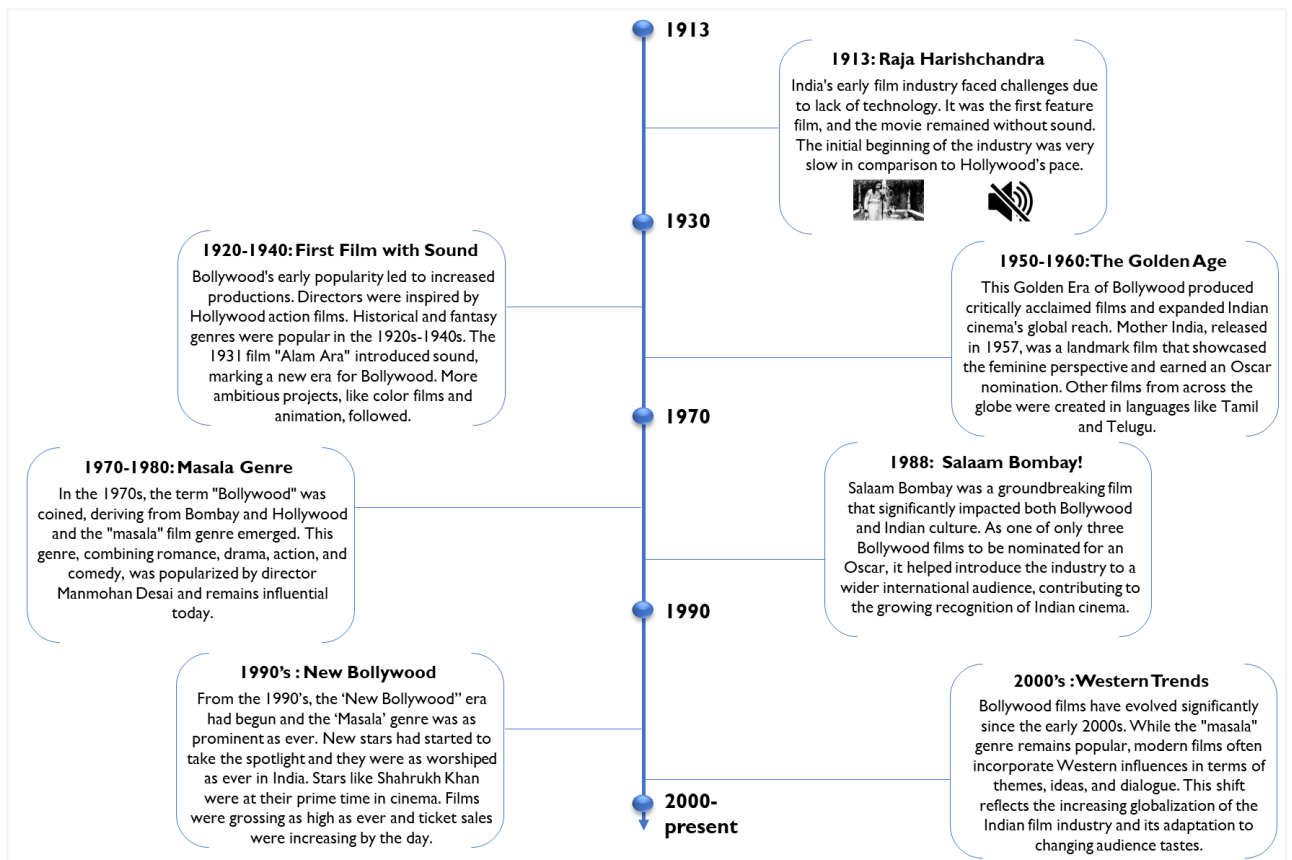 1913
1913: Raja Harishchandra
India's early film industry faced challenges due
to lack of technology. It was the first feature
film, and the movie remained without sound.
The initial beginning of the industry was very
slow in comparison to Hollywood's pace.
1930
1920-1940: First Film with Sound
Bollywood's early popularity led to increased
productions. Directors were inspired by
Hollywood action films. Historical and fantasy
genres were popular in the 1920s-1940s. The
1931 film "Alam Ara" introduced sound,
marking a new era for Bollywood. More
ambitious projects, like color films and
animation, followed.
1950-1960: The Golden Age
This Golden Era of Bollywood produced
critically acclaimed films and expanded Indian
cinema's global reach. Mother India, released
in 1957, was a landmark film that showcased
the feminine perspective and earned an Oscar
nomination. Other films from across the
globe were created in languages like Tamil
and Telugu.
1970
1970-1980: Masala Genre
In the 1970s, the term "Bollywood" was
coined, deriving from Bombay and Hollywood
and the "masala" film genre emerged. This
genre, combining romance, drama, action, and
comedy, was popularized by director
Manmohan Desai and remains influential
today.
1988: Salaam Bombay!
Salaam Bombay was a groundbreaking film
that significantly impacted both Bollywood
and Indian culture. As one of only three
Bollywood films to be nominated for an
Oscar, it helped introduce the industry to a
wider international audience, contributing to
the growing recognition of Indian cinema.
1990
1990's : New Bollywood
From the 1990's, the 'New Bollywood" era
had begun and the 'Masala' genre was as
prominent as ever. New stars had started to
take the spotlight and they were as worshiped
as ever in India. Stars like Shahrukh Khan
were at their prime time in cinema. Films
were grossing as high as ever and ticket sales
were increasing by the day.
2000's : Western Trends
Bollywood films have evolved significantly
since the early 2000s. While the "masala"
genre remains popular, modern films often
incorporate Western influences in terms of
themes, ideas, and dialogue. This shift
reflects the increasing globalization of the
Indian film industry and its adaptation to
changing audience tastes.
2000-
present